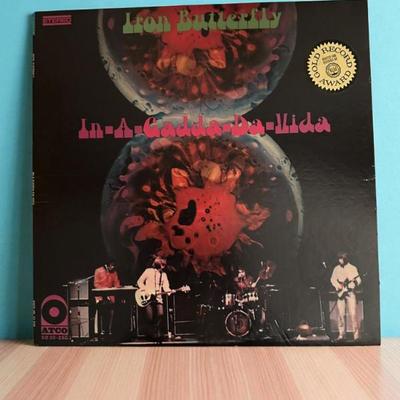 STEREO
Iron Butterfly
GOLD RECORD
AWARD
In-A-Gadda-Da-Vida
ATCO